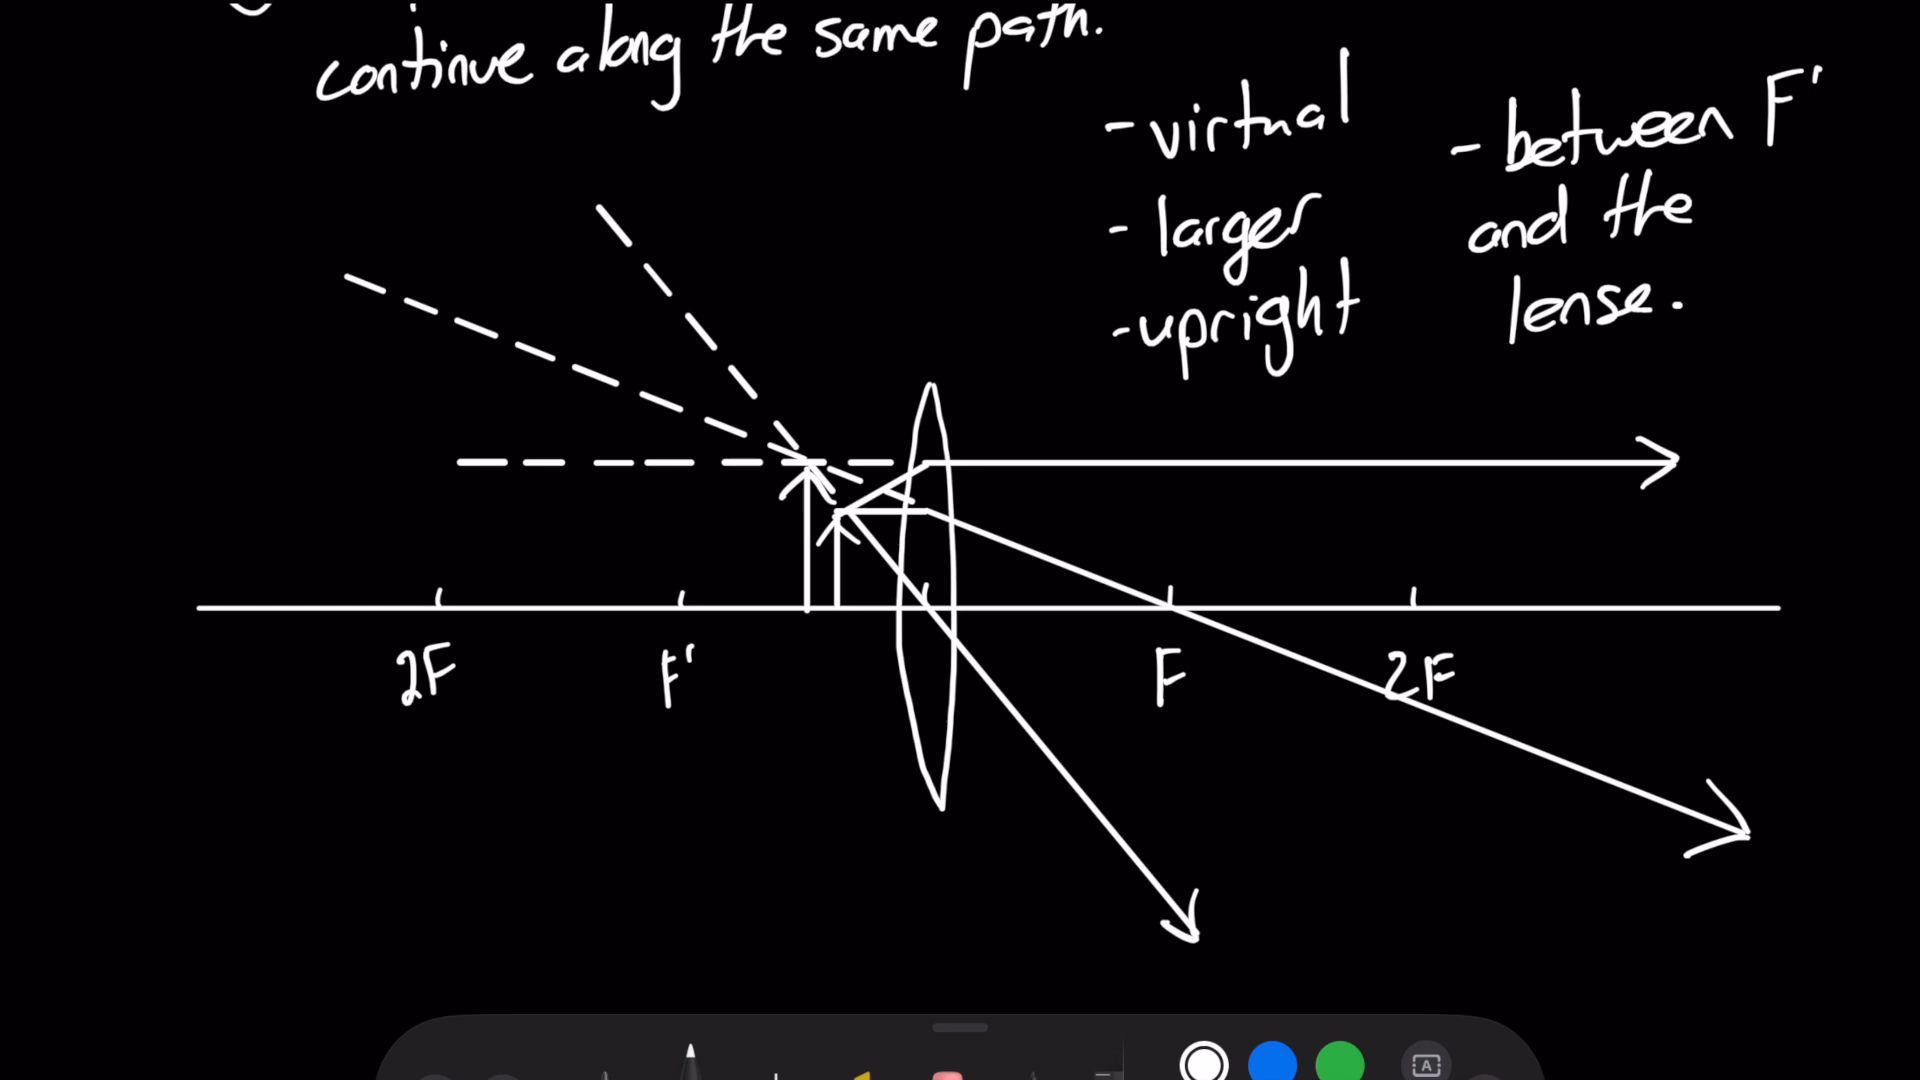 continue along the same path.
- virtual
- larger
- upright
- between F'
and the
lense.
2F
F'
F
2F
A